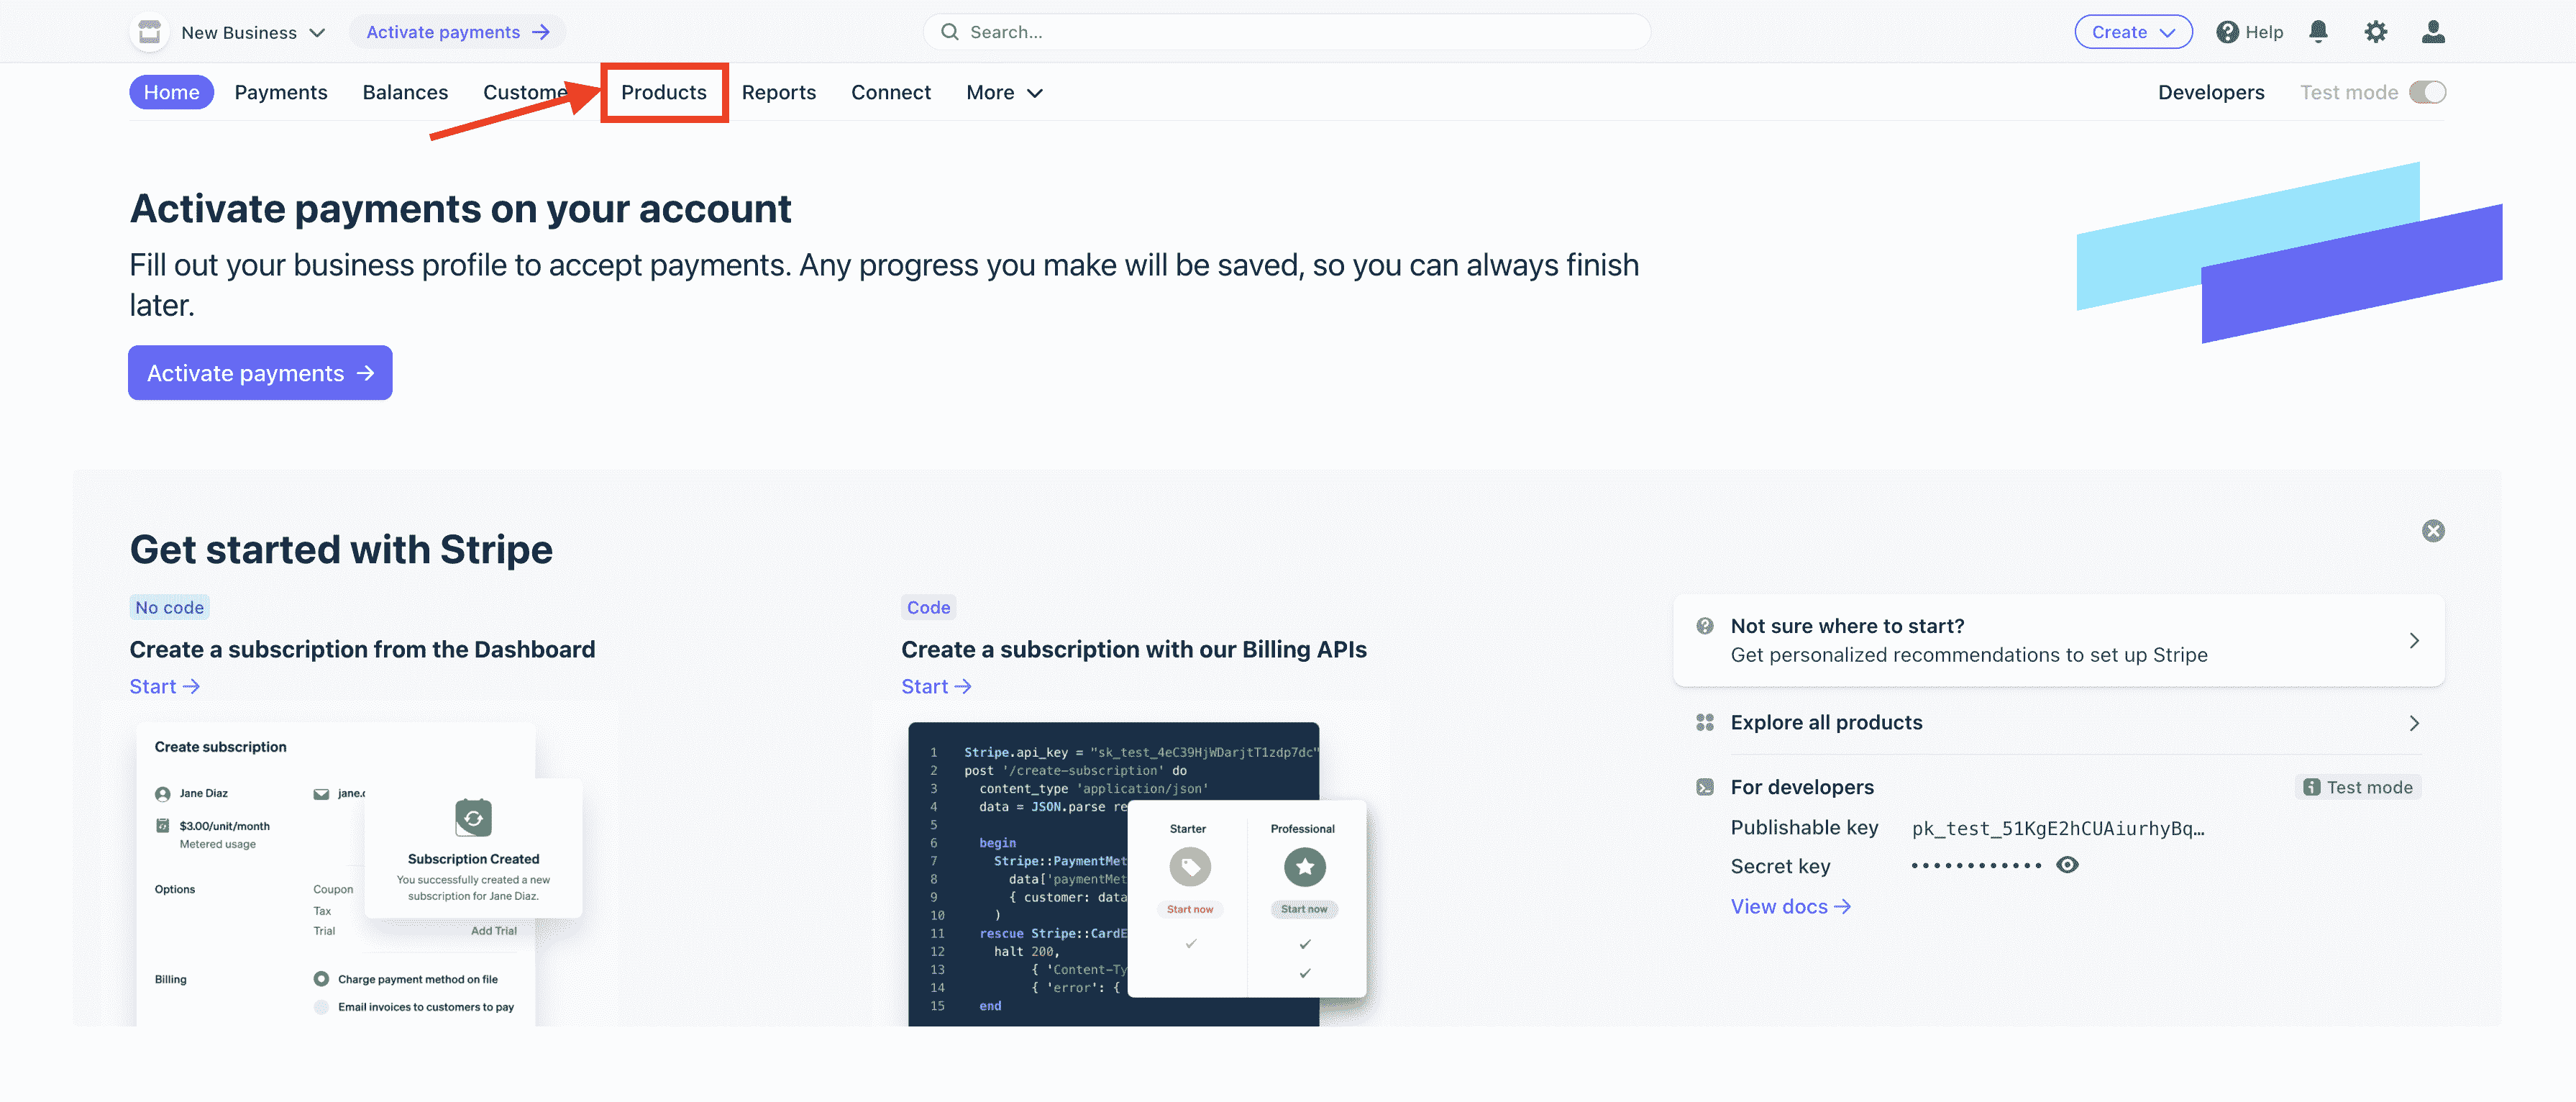 New Business
Activate payments →
Search...
Create
Help
Home
Payments
Balances
Custome
Products
Reports
Connect
More
Developers
Test mode
Activate payments on your account
Fill out your business profile to accept payments. Any progress you make will be saved, so you can always finish
later.
Activate payments →
Get started with Stripe
No code
Create a subscription from the Dashboard
Start →
Create subscription
Jane Diaz
jane.
$3.00/unit/month
Metered usage
Subscription Created
You successfully created a new
subscription for Jane Diaz.
Options
Coupon
Tax
Trial
Add Trial
Billing
Charge payment method on file
Email invoices to customers to pay
Code
Create a subscription with our Billing APIs
Start →
1 Stripe.api_key = "sk_test_4eC39HjWDarjtT1zdp7dc"
2 post '/create-subscription' do
3 content_type 'application/json'
4 data = JSON.parse re
5
6 begin
7 Stripe::PaymentMet
8 data['paymentMet
9 { customer: data
10 )
11 rescue Stripe::CardE
12 halt 200,
13 { 'Content-Ty
14 { 'error': {
15 end
Starter
Professional
Start now
Start now
Not sure where to start?
Get personalized recommendations to set up Stripe
Explore all products
For developers
Test mode
Publishable key
pk_test_51KgE2hCUAiurhyBq…
Secret key
••••••••••••
View docs →